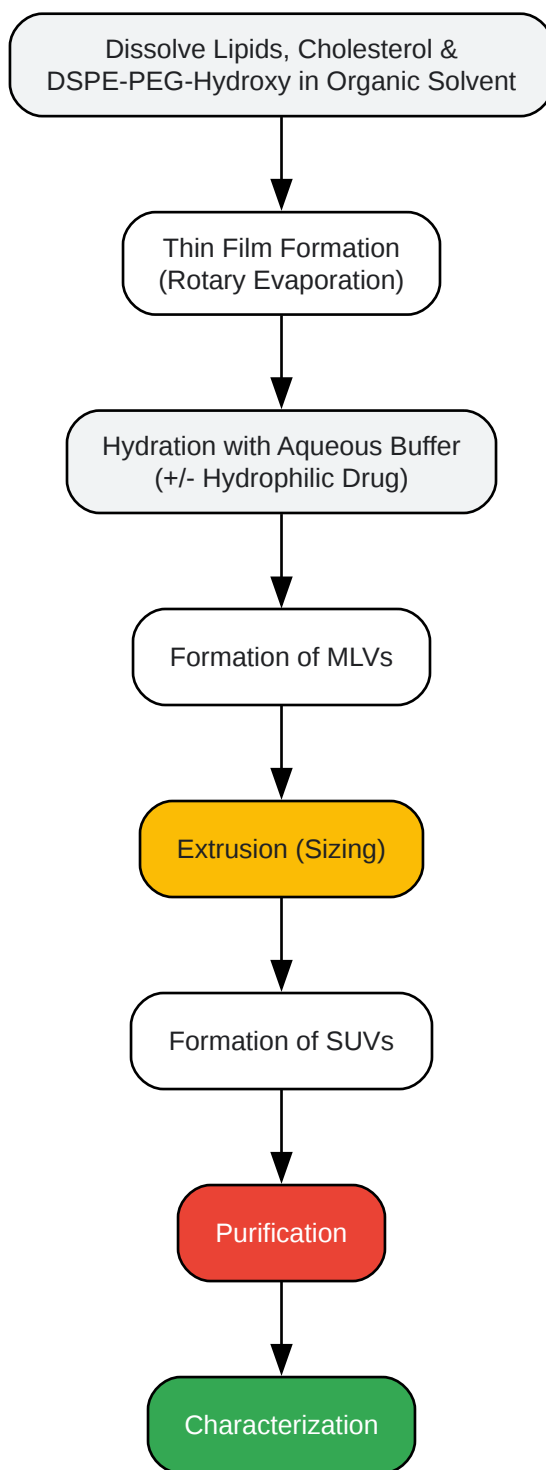 Dissolve Lipids, Cholesterol &
DSPE-PEG-Hydroxy in Organic Solvent
Thin Film Formation
(Rotary Evaporation)
Hydration with Aqueous Buffer
(+/- Hydrophilic Drug)
Formation of MLVs
Extrusion (Sizing)
Formation of SUVs
Purification
Characterization